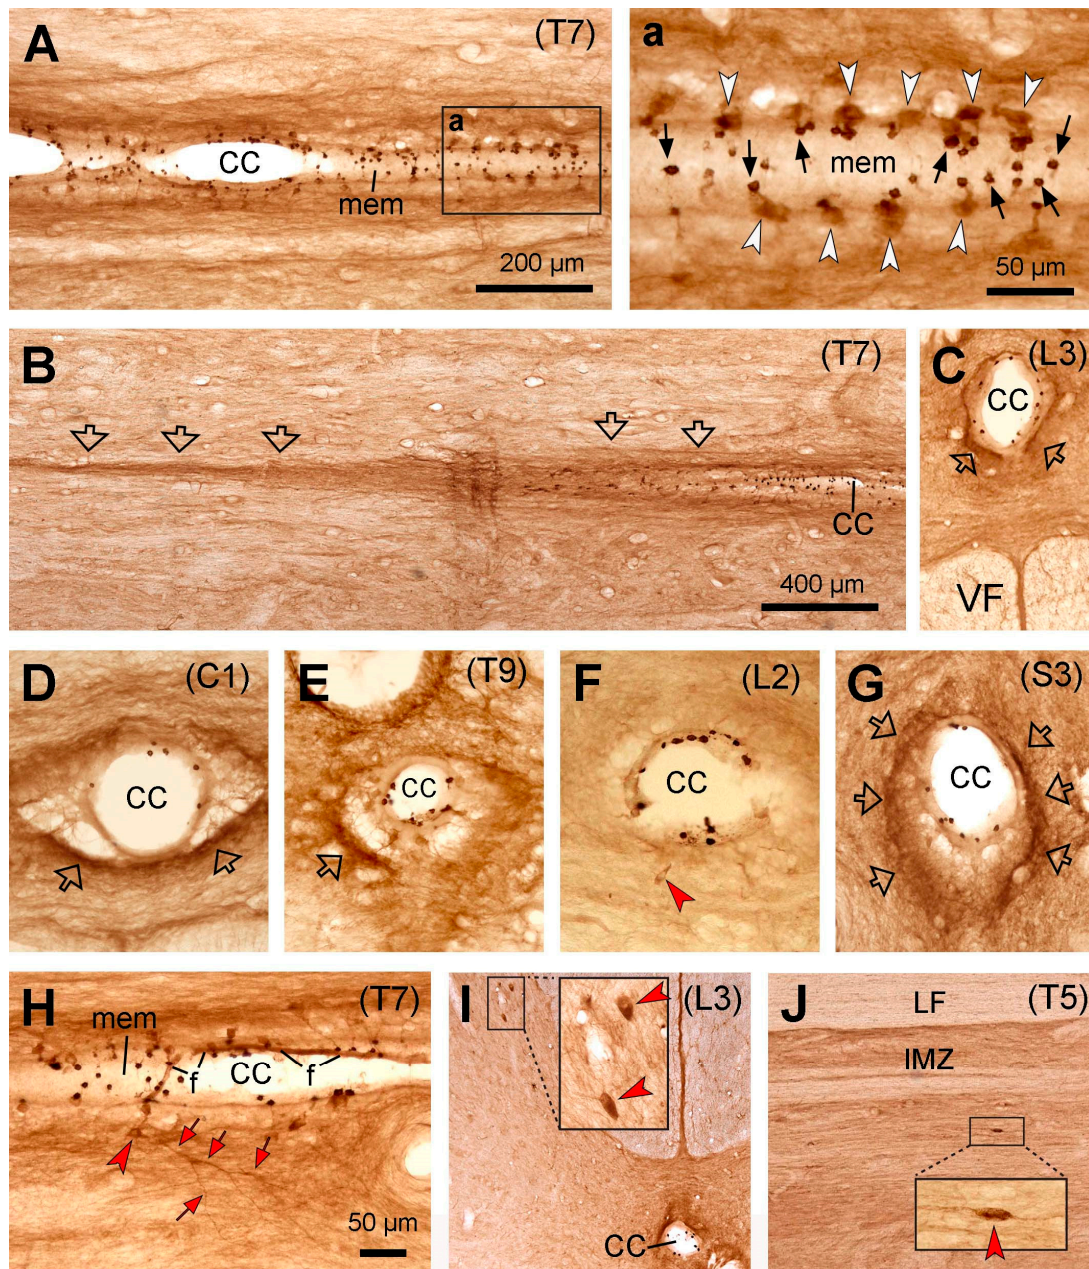 A (T7)
a
CC
mem
200 µm
a
mem
50 µm
B (T7)
CC
400 µm
C (L3)
CC
VF
D (C1)
CC
E (T9)
CC
F (L2)
CC
G (S3)
CC
H (T7)
mem
f CC f
50 µm
I (L3)
CC
J (T5)
LF
IMZ